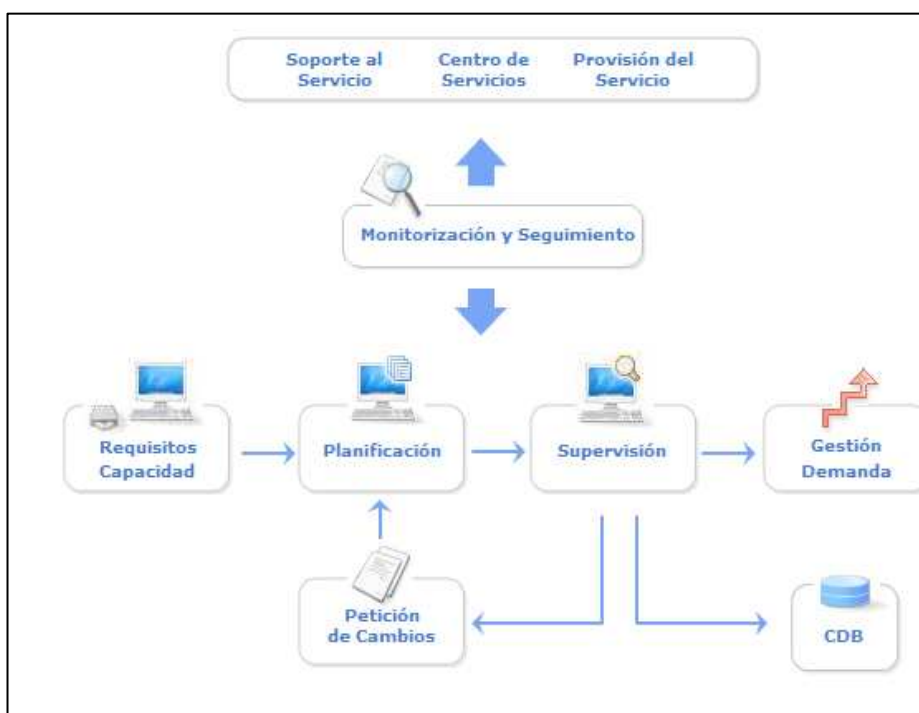 Soporte al
Servicio
Centro de
Servicios
Provisión del
Servicio
Monitorización y Seguimiento
Requisitos
Capacidad
Planificación
Supervisión
Gestión
Demanda
Petición
de Cambios
CDB